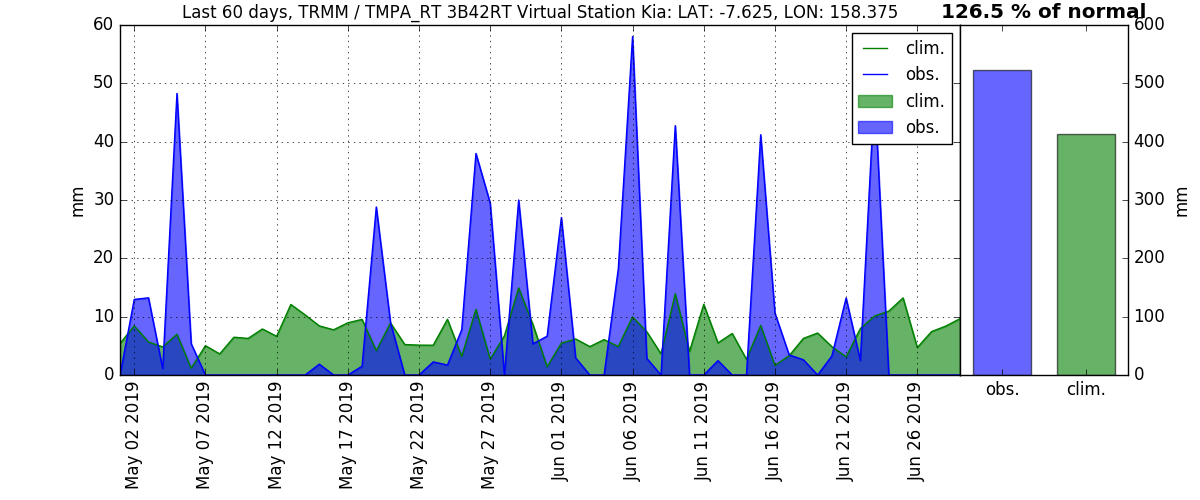 Last 60 days, TRMM / TMPA_RT 3B42RT Virtual Station Kia: LAT: -7.625, LON: 158.375
126.5 % of normal
60
50
40
30
20
10
0
mm
clim.
obs.
clim.
obs.
600
500
400
300
200
100
0
mm
May 02 2019
May 07 2019
May 12 2019
May 17 2019
May 22 2019
May 27 2019
Jun 01 2019
Jun 06 2019
Jun 11 2019
Jun 16 2019
Jun 21 2019
Jun 26 2019
obs.
clim.